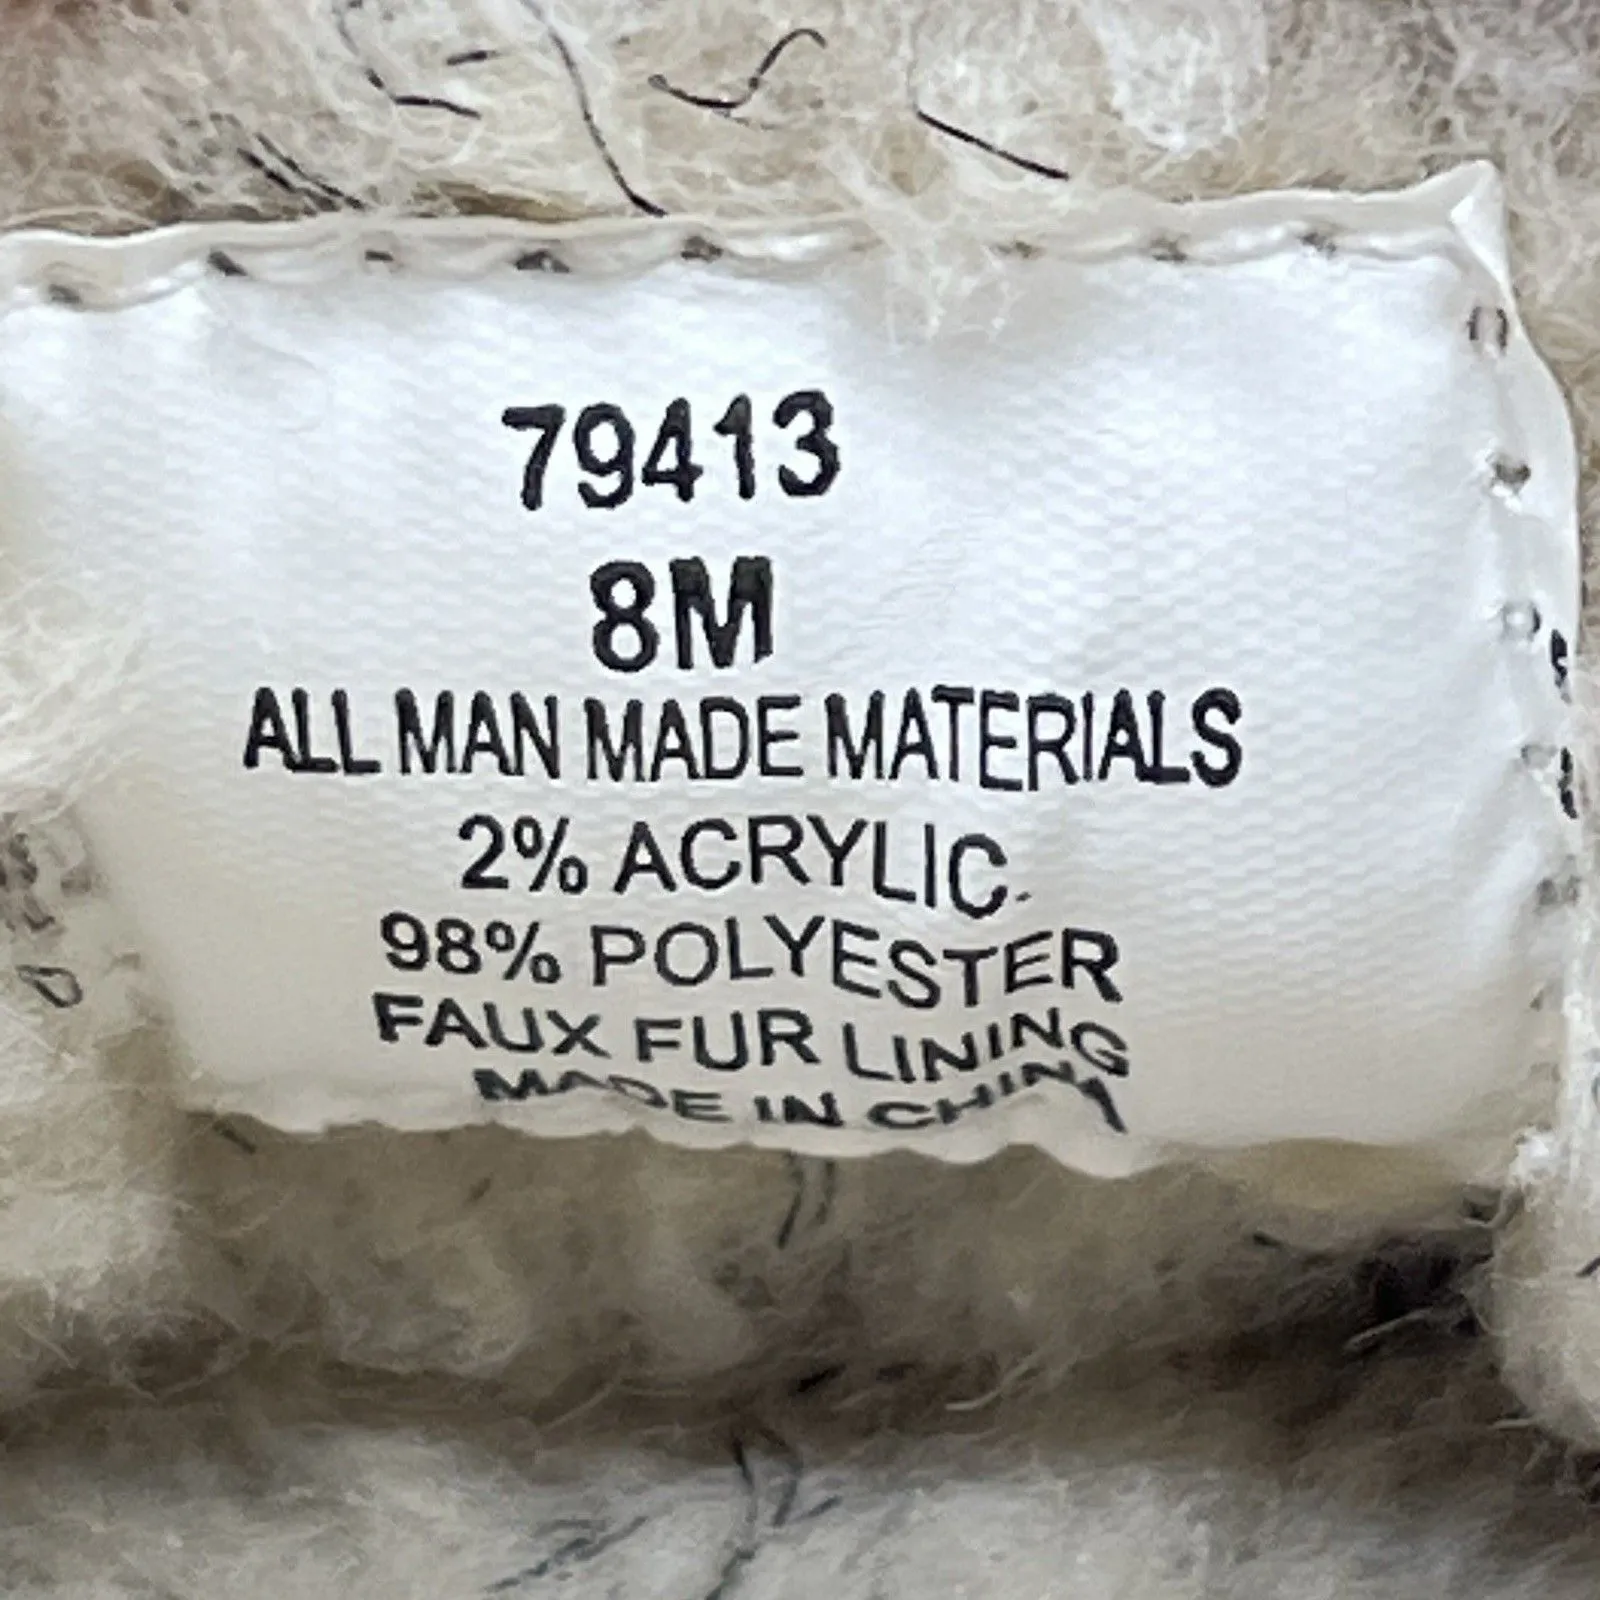 79413
8M
ALL MAN MADE MATERIALS
2% ACRYLIC
98% POLYESTER
FAUX FUR LINING
MADE IN CHINA